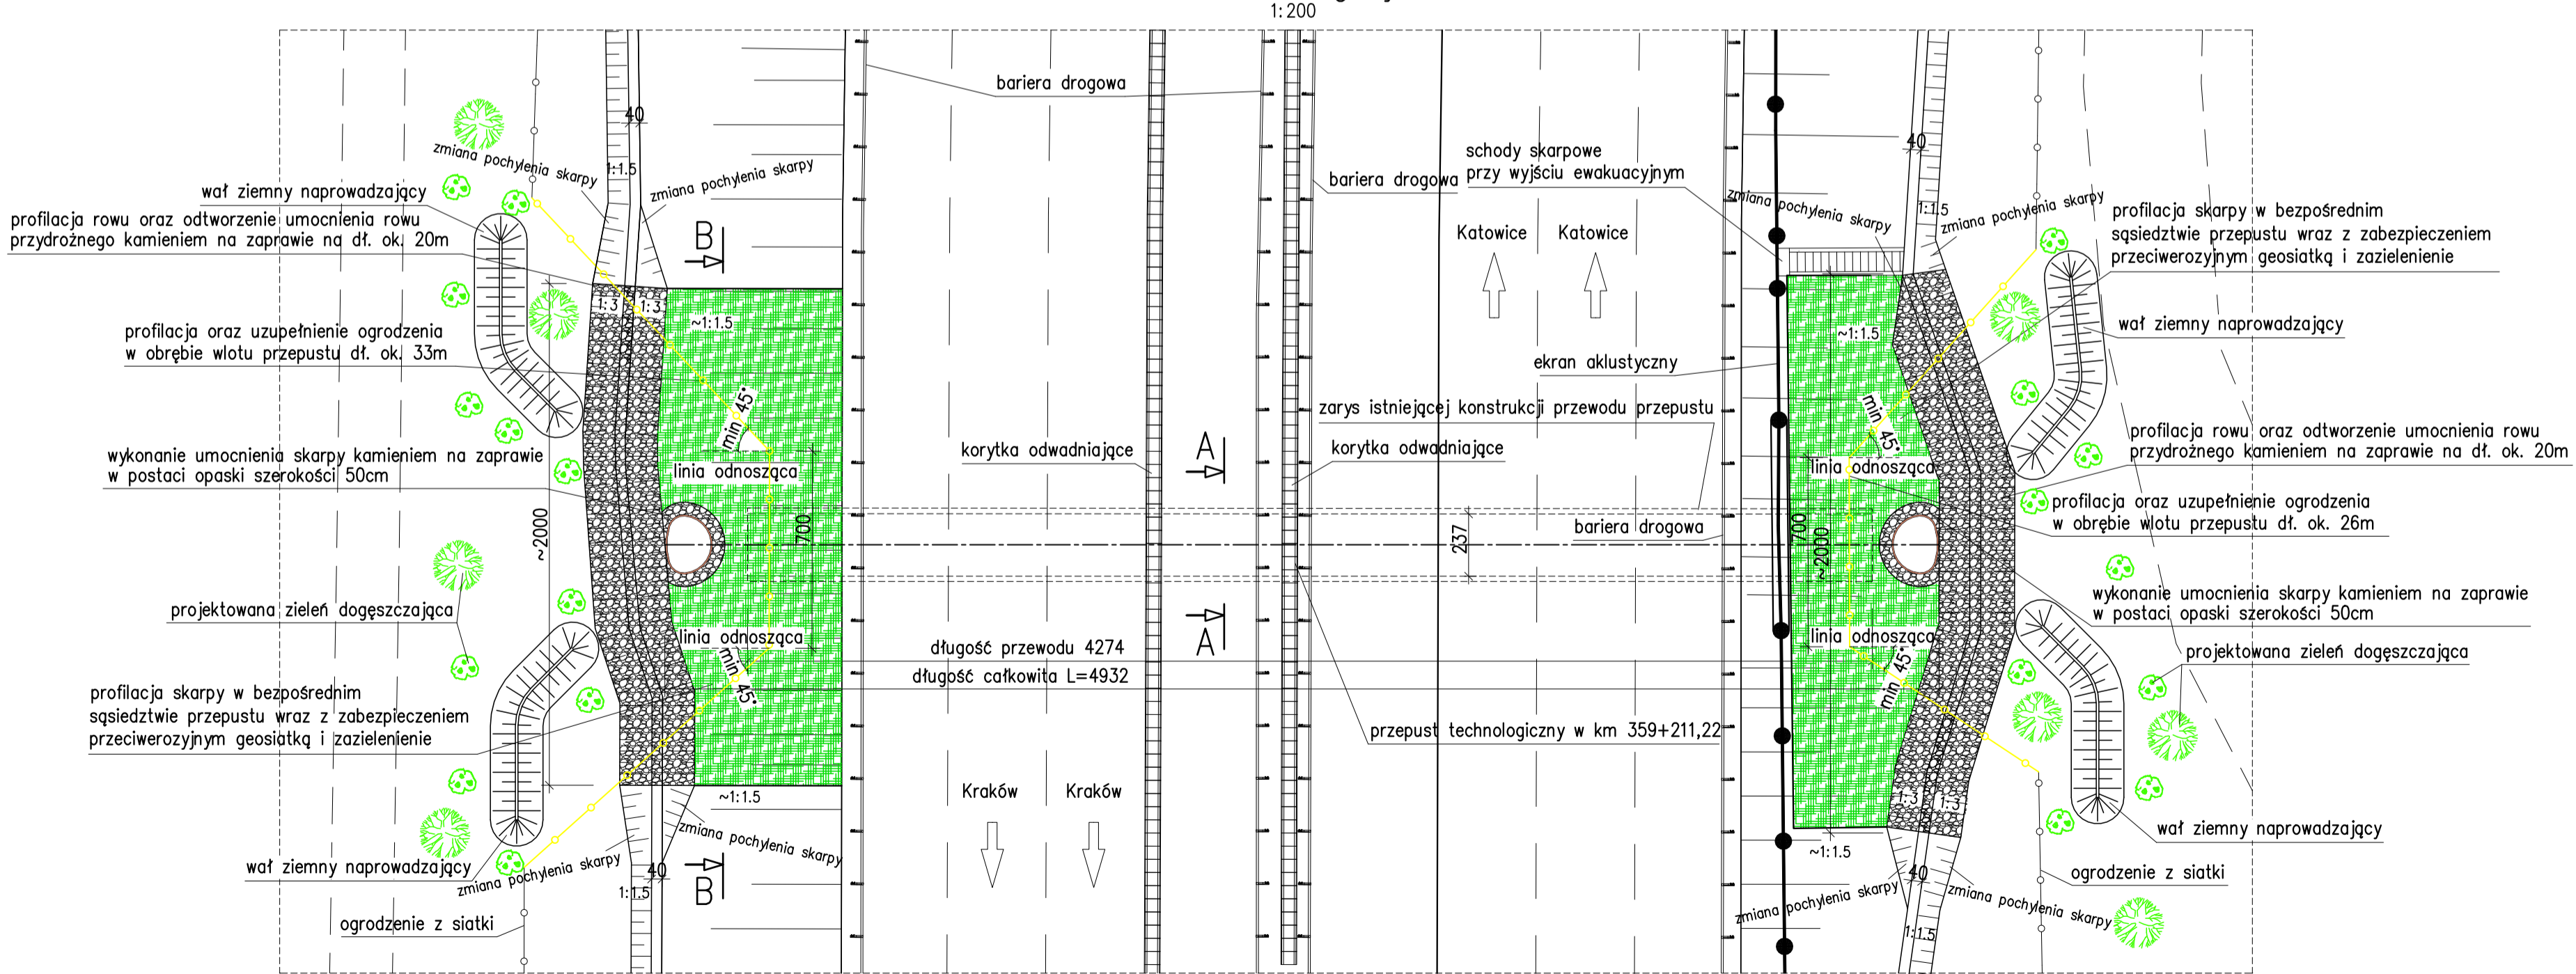 1:200
bariera drogowa
40
1:1.5
zmiana pochylenia skarpy
zmiana pochylenia skarpy
wał ziemny naprowadzający
profilacja rowu oraz odtworzenie umocnienia rowu
przydrożnego kamieniem na zaprawie na dł. ok. 20m
B
1:3
1:3
~1:1.5
profilacja oraz uzupełnienie ogrodzenia
w obrębie wlotu przepustu dł. ok. 33m
min 45°
linia odnosząca
wykonanie umocnienia skarpy kamieniem na zaprawie
w postaci opaski szerokości 50cm
~2000
700
projektowana zieleń dogęszczająca
linia odnosząca
min 45°
profilacja skarpy w bezpośrednim
sąsiedztwie przepustu wraz z zabezpieczeniem
przeciwerozyjnym geosiatką i zazielenienie
~1:1.5
zmiana pochylenia skarpy
wał ziemny naprowadzający
zmiana pochylenia skarpy
40
1:1.5
B
ogrodzenie z siatki
korytka odwadniające
A
A
długość przewodu 4274
długość całkowita L=4932
Kraków
Kraków
bariera drogowa
schody skarpowe
przy wyjściu ewakuacyjnym
Katowice
Katowice
ekran aklustyczny
zarys istniejącej konstrukcji przewodu przepustu
korytka odwadniające
237
bariera drogowa
przepust technologiczny w km 359+211,22
40
1:1.5
zmiana pochylenia skarpy
zmiana pochylenia skarpy
profilacja skarpy w bezpośrednim
sąsiedztwie przepustu wraz z zabezpieczeniem
przeciwerozyjnym geosiatką i zazielenienie
~1:1.5
wał ziemny naprowadzający
min 45°
linia odnosząca
profilacja rowu oraz odtworzenie umocnienia rowu
przydrożnego kamieniem na zaprawie na dł. ok. 20m
profilacja oraz uzupełnienie ogrodzenia
w obrębie wlotu przepustu dł. ok. 26m
700
~2000
wykonanie umocnienia skarpy kamieniem na zaprawie
w postaci opaski szerokości 50cm
linia odnosząca
min 45°
projektowana zieleń dogęszczająca
1:3
1:3
wał ziemny naprowadzający
~1:1.5
40
ogrodzenie z siatki
zmiana pochylenia skarpy
zmiana pochylenia skarpy
1:1.5